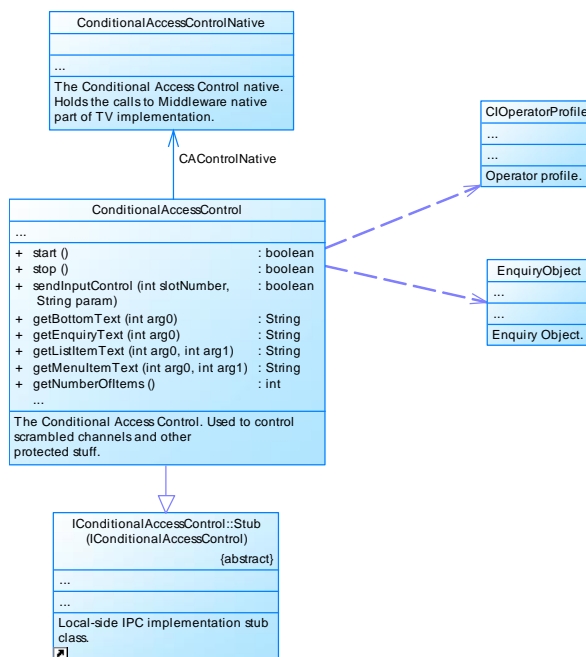 ConditionalAccessControlNative
...
The Conditional Access Control native.
Holds the calls to Middleware native
part of TV implementation.
CAControlNative
CIOperatorProfile
...
...
Operator profile.
ConditionalAccessControl
...
+ start () : boolean
+ stop () : boolean
+ sendInputControl (int slotNumber, : boolean
String param)
+ getBottomText (int arg0) : String
+ getEnquiryText (int arg0) : String
+ getListItemText (int arg0, int arg1) : String
+ getMenuItemText (int arg0, int arg1) : String
+ getNumberOfItems () : int
...
The Conditional Access Control. Used to control
scrambled channels and other
protected stuff.
EnquiryObject
...
...
Enquiry Object.
IConditionalAccessControl::Stub
(IConditionalAccessControl)
{abstract}
...
...
Local-side IPC implementation stub
class.